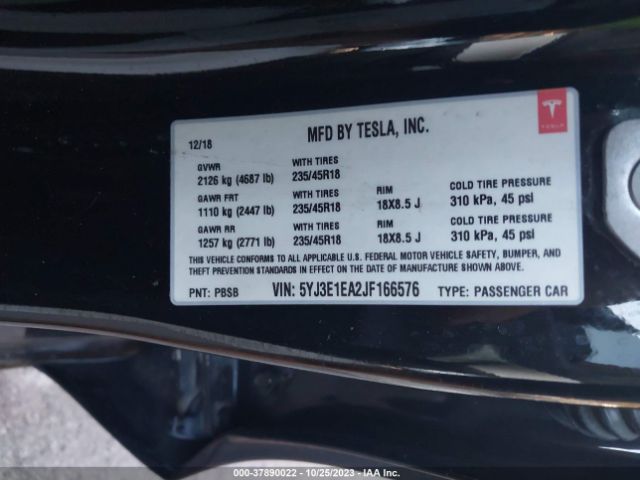 MFD BY TESLA, INC.
TESLA
12/18
GVWR WITH TIRES
2126 kg (4687 lb) 235/45R18
GAWR FRT WITH TIRES RIM COLD TIRE PRESSURE
1110 kg (2447 lb) 235/45R18 18X8.5 J 310 kPa, 45 psi
GAWR RR WITH TIRES RIM COLD TIRE PRESSURE
1257 kg (2771 lb) 235/45R18 18X8.5 J 310 kPa, 45 psi
THIS VEHICLE CONFORMS TO ALL APPLICABLE U.S. FEDERAL MOTOR VEHICLE SAFETY, BUMPER, AND
THEFT PREVENTION STANDARDS IN EFFECT ON THE DATE OF MANUFACTURE SHOWN ABOVE.
PNT: PBSB VIN: 5YJ3E1EA2JF166576 TYPE: PASSENGER CAR
000-37890022 - 10/25/2023 - IAA Inc.